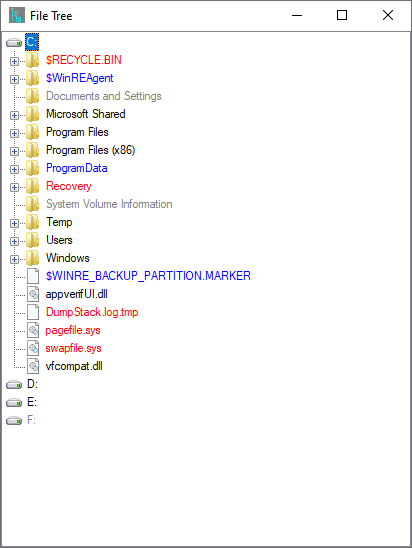 File Tree
C:
$RECYCLE.BIN
$WinREAgent
Documents and Settings
Microsoft Shared
Program Files
Program Files (x86)
ProgramData
Recovery
System Volume Information
Temp
Users
Windows
$WINRE_BACKUP_PARTITION.MARKER
appverifUI.dll
DumpStack.log.tmp
pagefile.sys
swapfile.sys
vfcompat.dll
D:
E:
F: